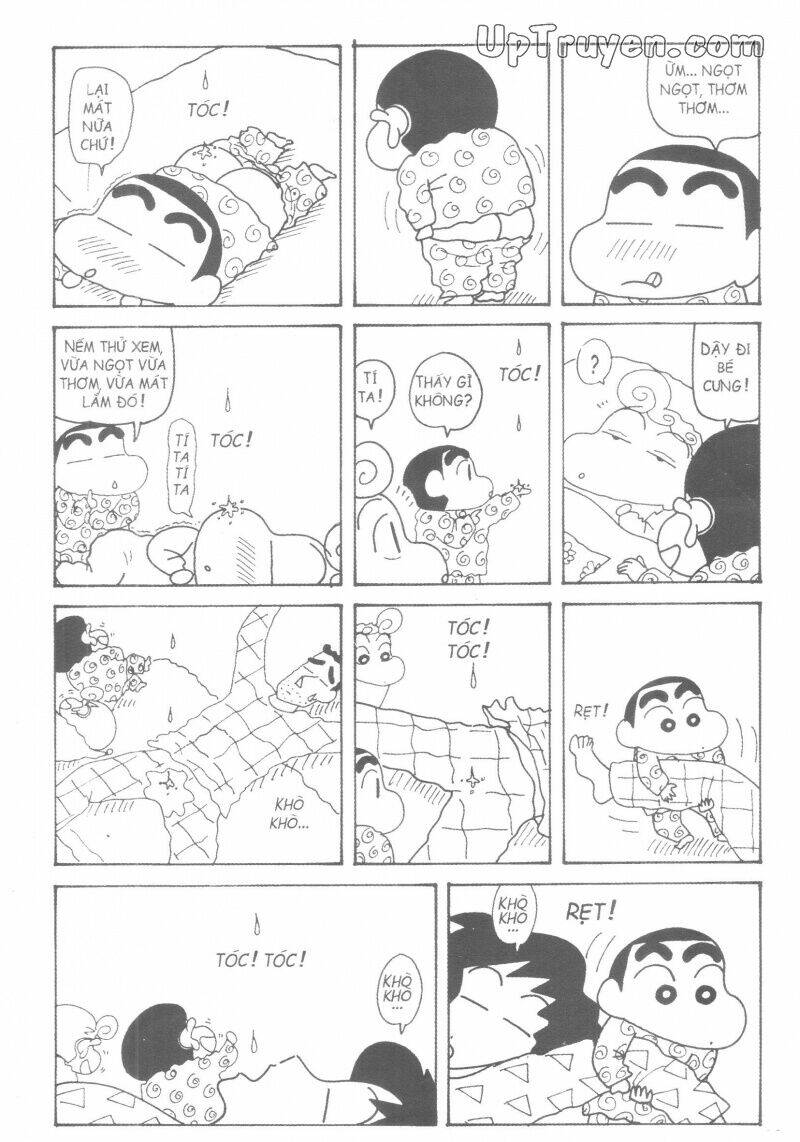 UpTruyen.com
ỪM... NGỌT
NGỌT, THƠM
THƠM...
TÓC!
LẠI
MÁT
NỮA
CHỨ!
DẬY ĐI
BÉ
CƯNG!
?
TÓC!
THẤY GÌ
KHÔNG?
TÍ
TA!
TÓC!
TÍ
TA
TÍ
TA
NẾM THỬ XEM,
VỪA NGỌT VỪA
THƠM, VỪA MÁT
LẮM ĐÓ!
RẸT!
TÓC!
TÓC!
KHÒ
KHÒ...
RẸT!
KHÒ
KHÒ
...
TÓC! TÓC!
KHÒ
KHÒ
...